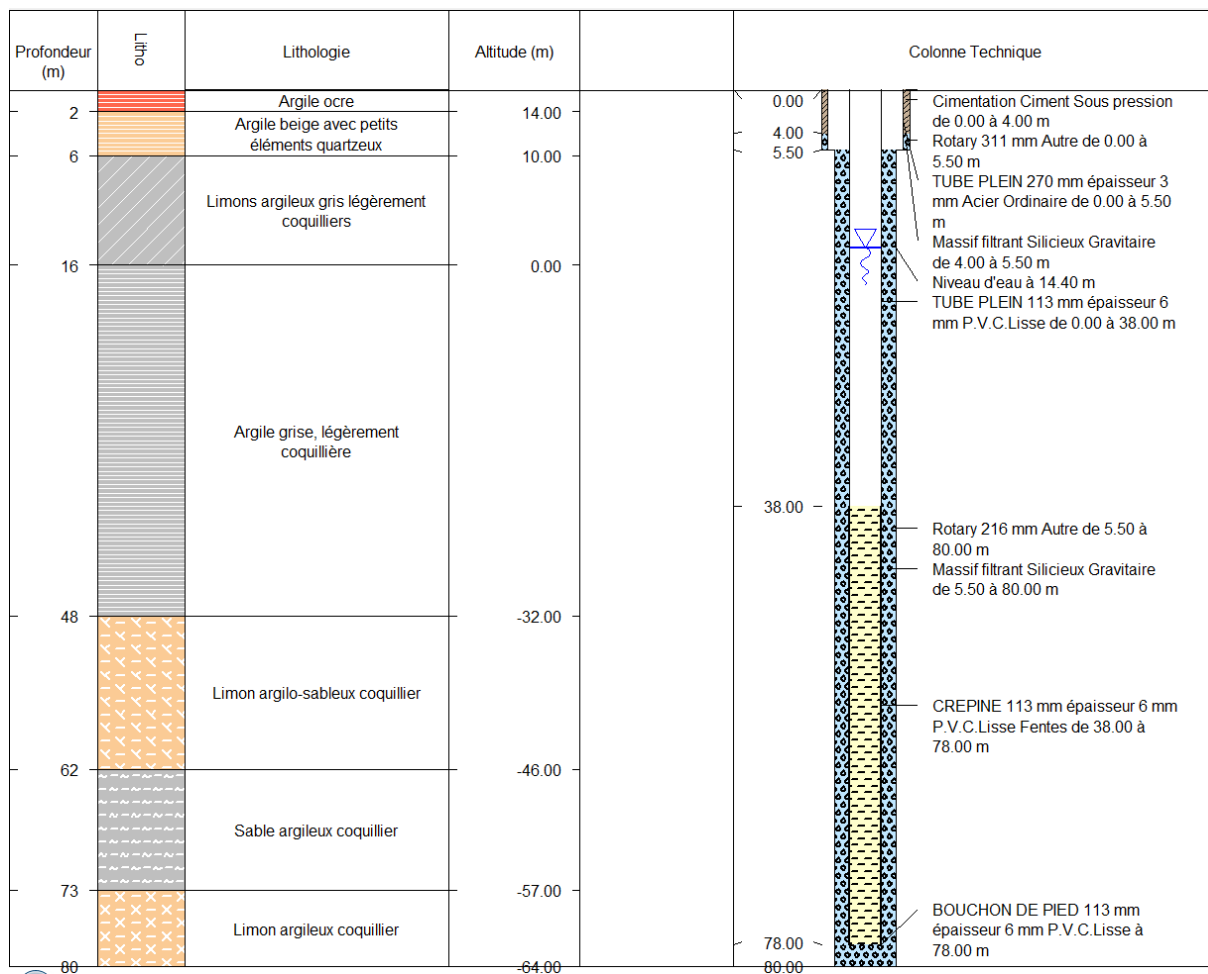 Profondeur
(m)
Litho
Lithologie
Altitude (m)
Colonne Technique
Argile ocre
2
14.00
Argile beige avec petits
éléments quartzeux
6
10.00
Limons argileux gris légèrement
coquilliers
16
0.00
Argile grise, légèrement
coquillière
48
-32.00
Limon argilo-sableux coquillier
62
-46.00
Sable argileux coquillier
73
-57.00
Limon argileux coquillier
80
-64.00
0.00
4.00
5.50
38.00
78.00
80.00
Cimentation Ciment Sous pression
de 0.00 à 4.00 m
Rotary 311 mm Autre de 0.00 à
5.50 m
TUBE PLEIN 270 mm épaisseur 3
mm Acier Ordinaire de 0.00 à 5.50
m
Massif filtrant Silicieux Gravitaire
de 4.00 à 5.50 m
Niveau d'eau à 14.40 m
TUBE PLEIN 113 mm épaisseur 6
mm P.V.C.Lisse de 0.00 à 38.00 m
Rotary 216 mm Autre de 5.50 à
80.00 m
Massif filtrant Silicieux Gravitaire
de 5.50 à 80.00 m
CREPINE 113 mm épaisseur 6 mm
P.V.C.Lisse Fentes de 38.00 à
78.00 m
BOUCHON DE PIED 113 mm
épaisseur 6 mm P.V.C.Lisse à
78.00 m